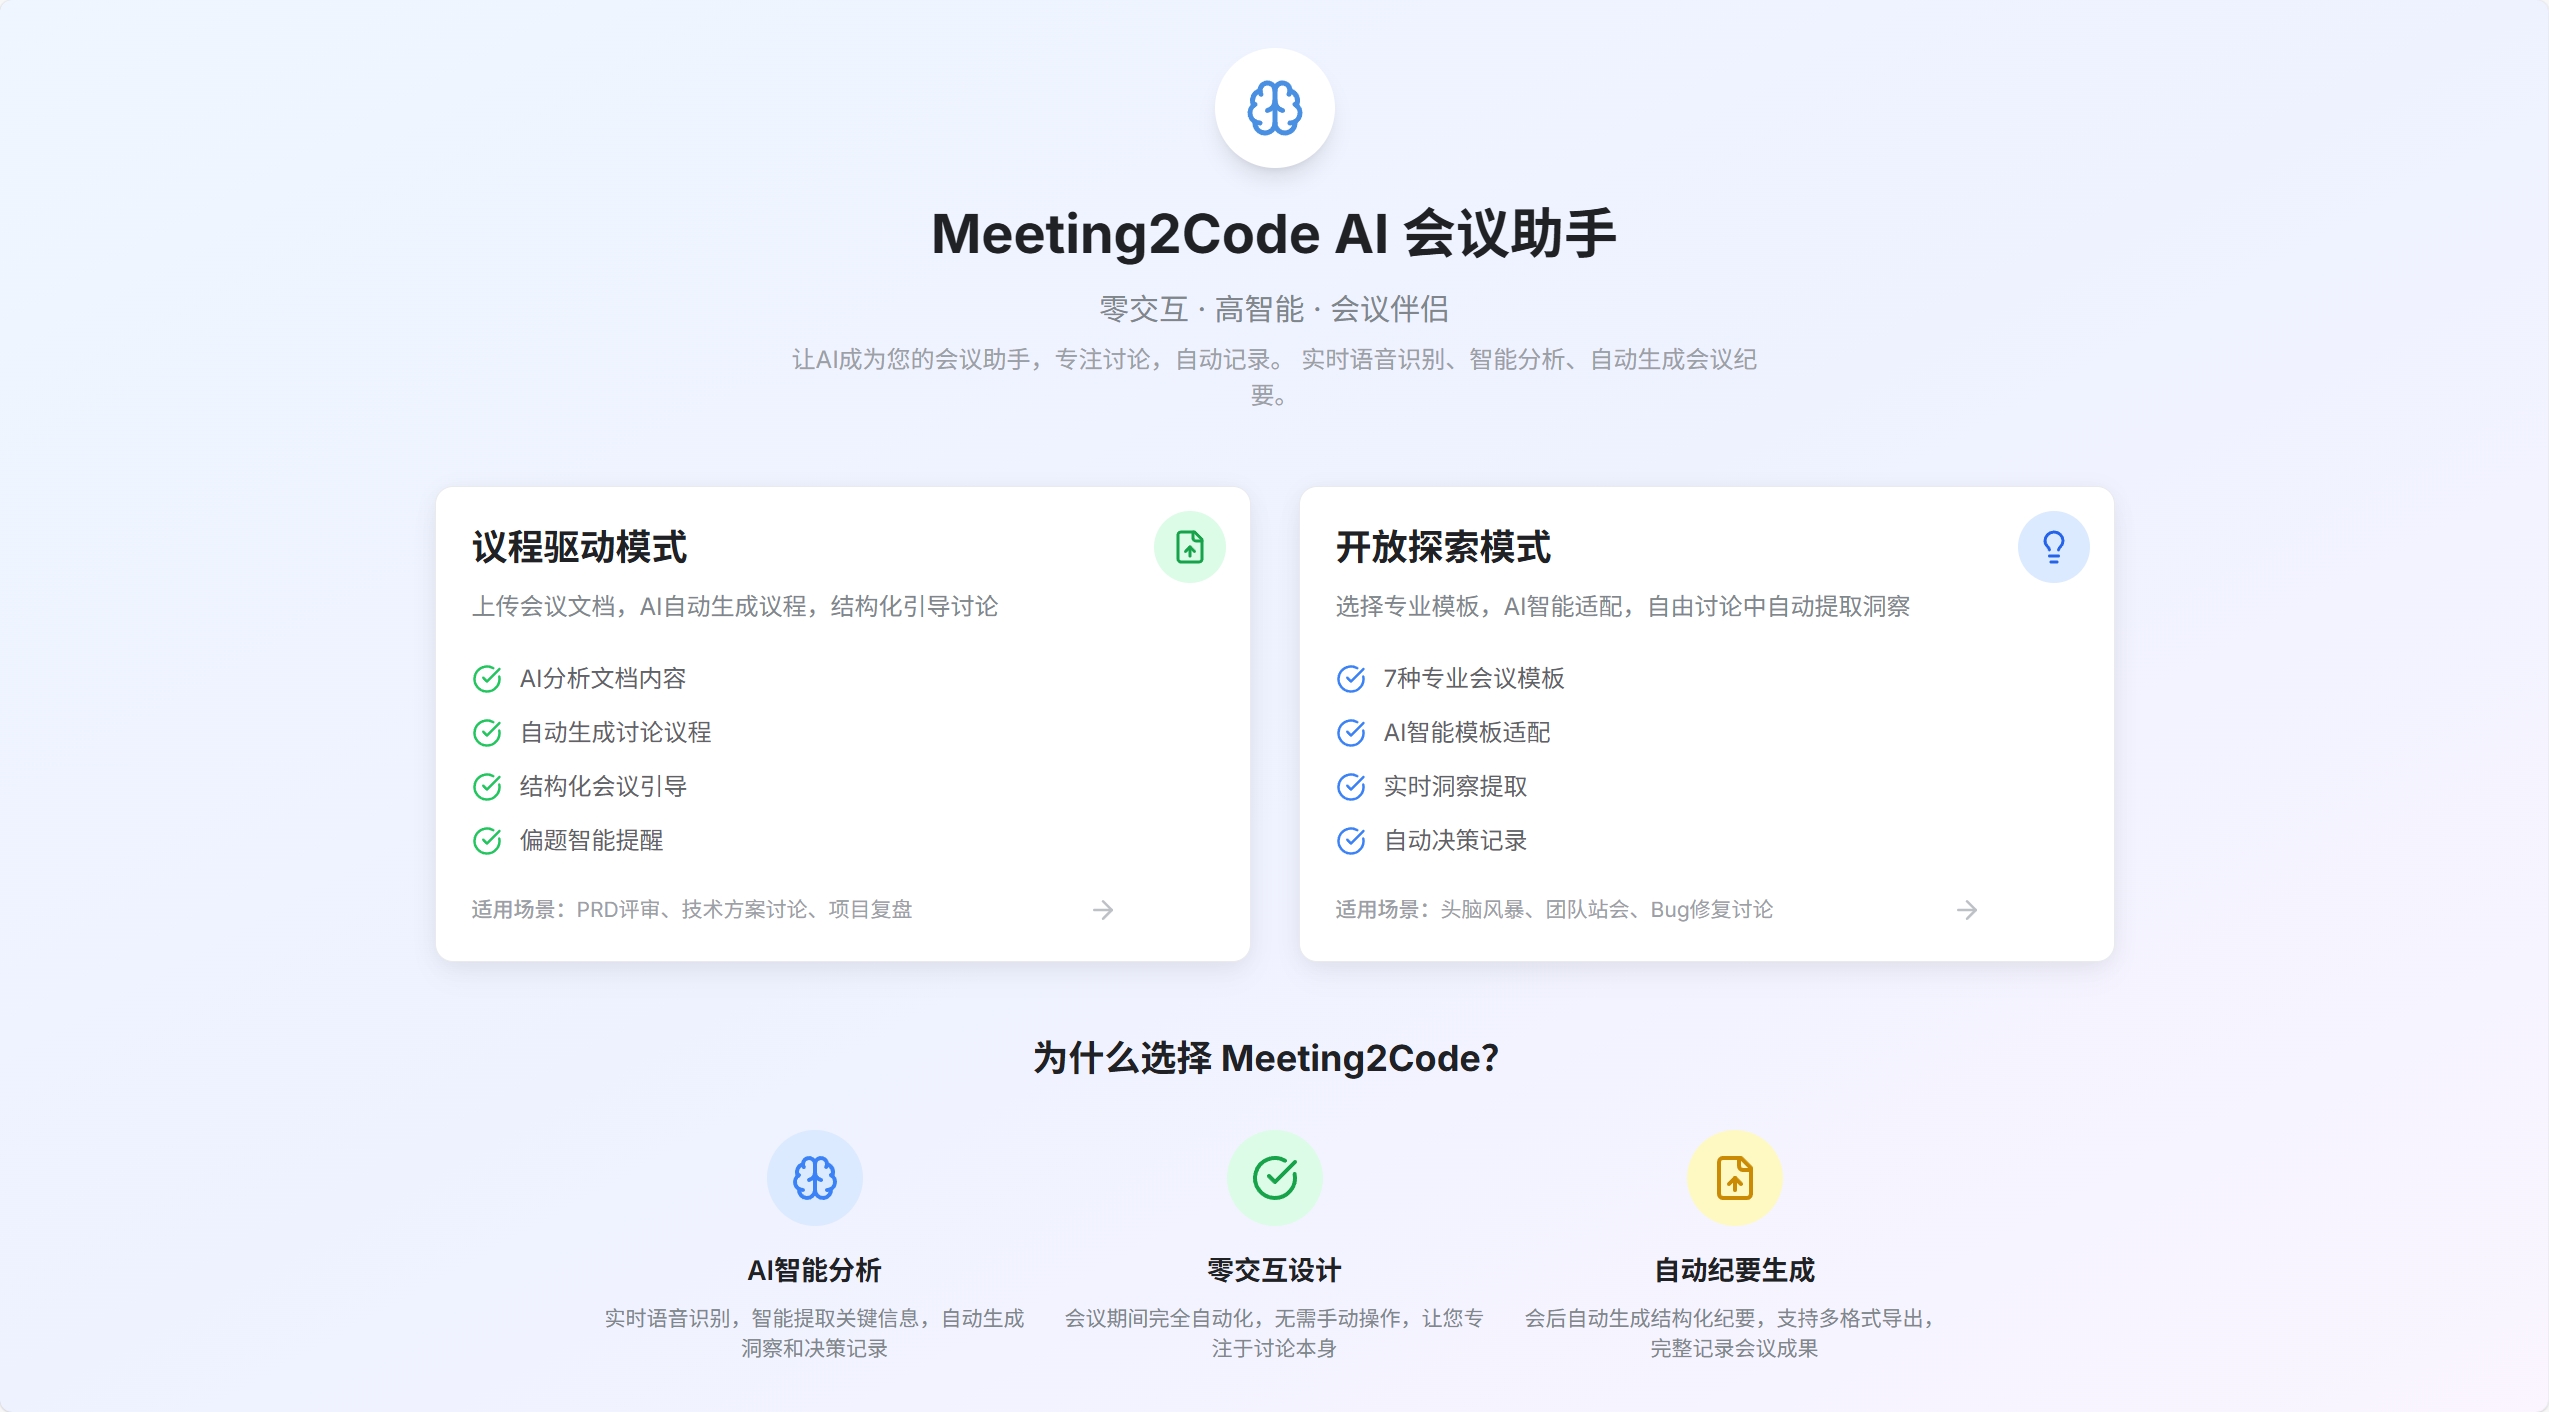 Meeting2Code AI 会议助手
零交互 · 高智能 · 会议伴侣
让AI成为您的会议助手，专注讨论，自动记录。 实时语音识别、智能分析、自动生成会议纪
要。
议程驱动模式
上传会议文档，AI自动生成议程，结构化引导讨论
AI分析文档内容
自动生成讨论议程
结构化会议引导
偏题智能提醒
适用场景：PRD评审、技术方案讨论、项目复盘
开放探索模式
选择专业模板，AI智能适配，自由讨论中自动提取洞察
7种专业会议模板
AI智能模板适配
实时洞察提取
自动决策记录
适用场景：头脑风暴、团队站会、Bug修复讨论
为什么选择 Meeting2Code？
AI智能分析
实时语音识别，智能提取关键信息，自动生成
洞察和决策记录
零交互设计
会议期间完全自动化，无需手动操作，让您专
注于讨论本身
自动纪要生成
会后自动生成结构化纪要，支持多格式导出，
完整记录会议成果